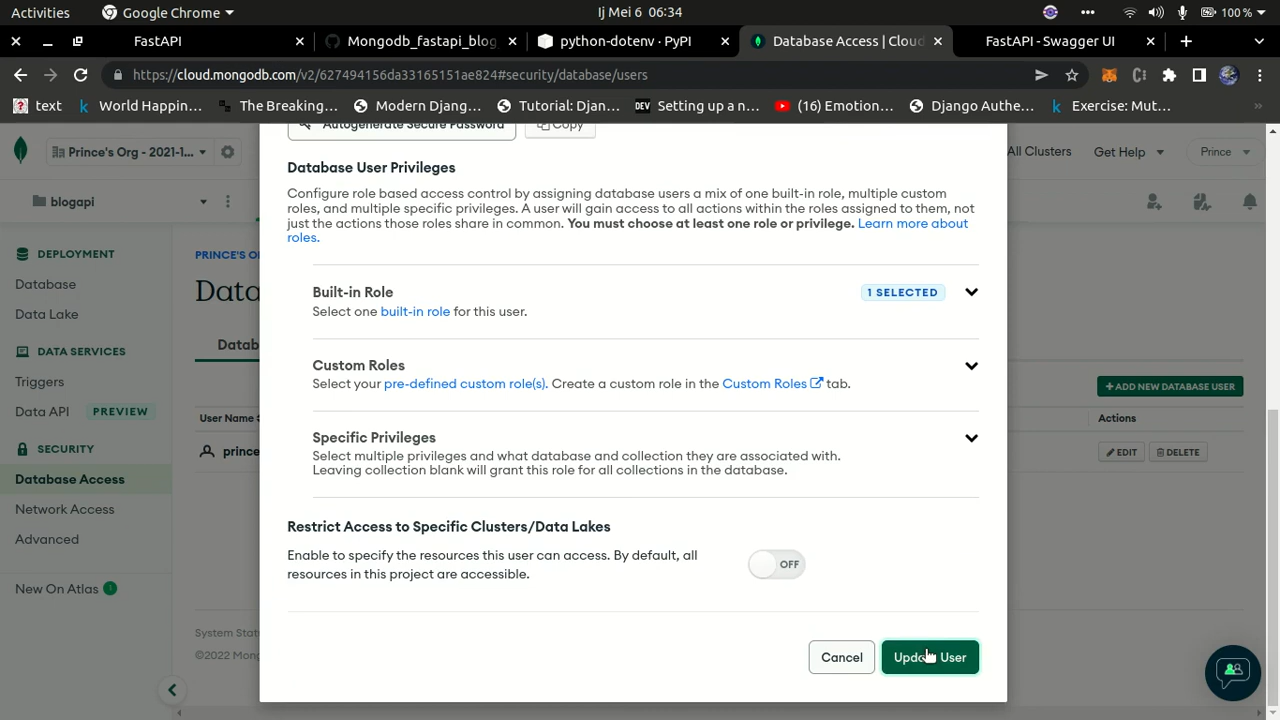 Activities
Google Chrome
Ij Mei 6 06:34
100 %
FastAPI
Mongodb_fastapi_blog
python-dotenv · PyPI
Database Access | Cloud
FastAPI - Swagger UI
https://cloud.mongodb.com/v2/627494156da33165151ae824#security/database/users
text
World Happin...
The Breaking...
Modern Djang...
Tutorial: Djan...
DEV
Setting up a n...
(16) Emotion...
Django Authe...
Exercise: Mut...
»
Autogenerate Secure Password
Copy
Prince's Org - 2021-1...
All Clusters
Get Help
Prince
Database User Privileges
Configure role based access control by assigning database users a mix of one built-in role, multiple custom
roles, and multiple specific privileges. A user will gain access to all actions within the roles assigned to them, not
just the actions those roles share in common. You must choose at least one role or privilege. Learn more about
roles.
blogapi
DEPLOYMENT
Database
Data Lake
DATA SERVICES
Triggers
Data API PREVIEW
SECURITY
Database Access
Network Access
Advanced
New On Atlas 1
PRINCE'S
Data
Datab
User Name
prince
+ ADD NEW DATABASE USER
Actions
EDIT
DELETE
Built-in Role
1 SELECTED
Select one built-in role for this user.
Custom Roles
Select your pre-defined custom role(s). Create a custom role in the Custom Roles tab.
Specific Privileges
Select multiple privileges and what database and collection they are associated with.
Leaving collection blank will grant this role for all collections in the database.
Restrict Access to Specific Clusters/Data Lakes
Enable to specify the resources this user can access. By default, all
resources in this project are accessible.
OFF
System Stat
©2022 Mong
Cancel
Update User